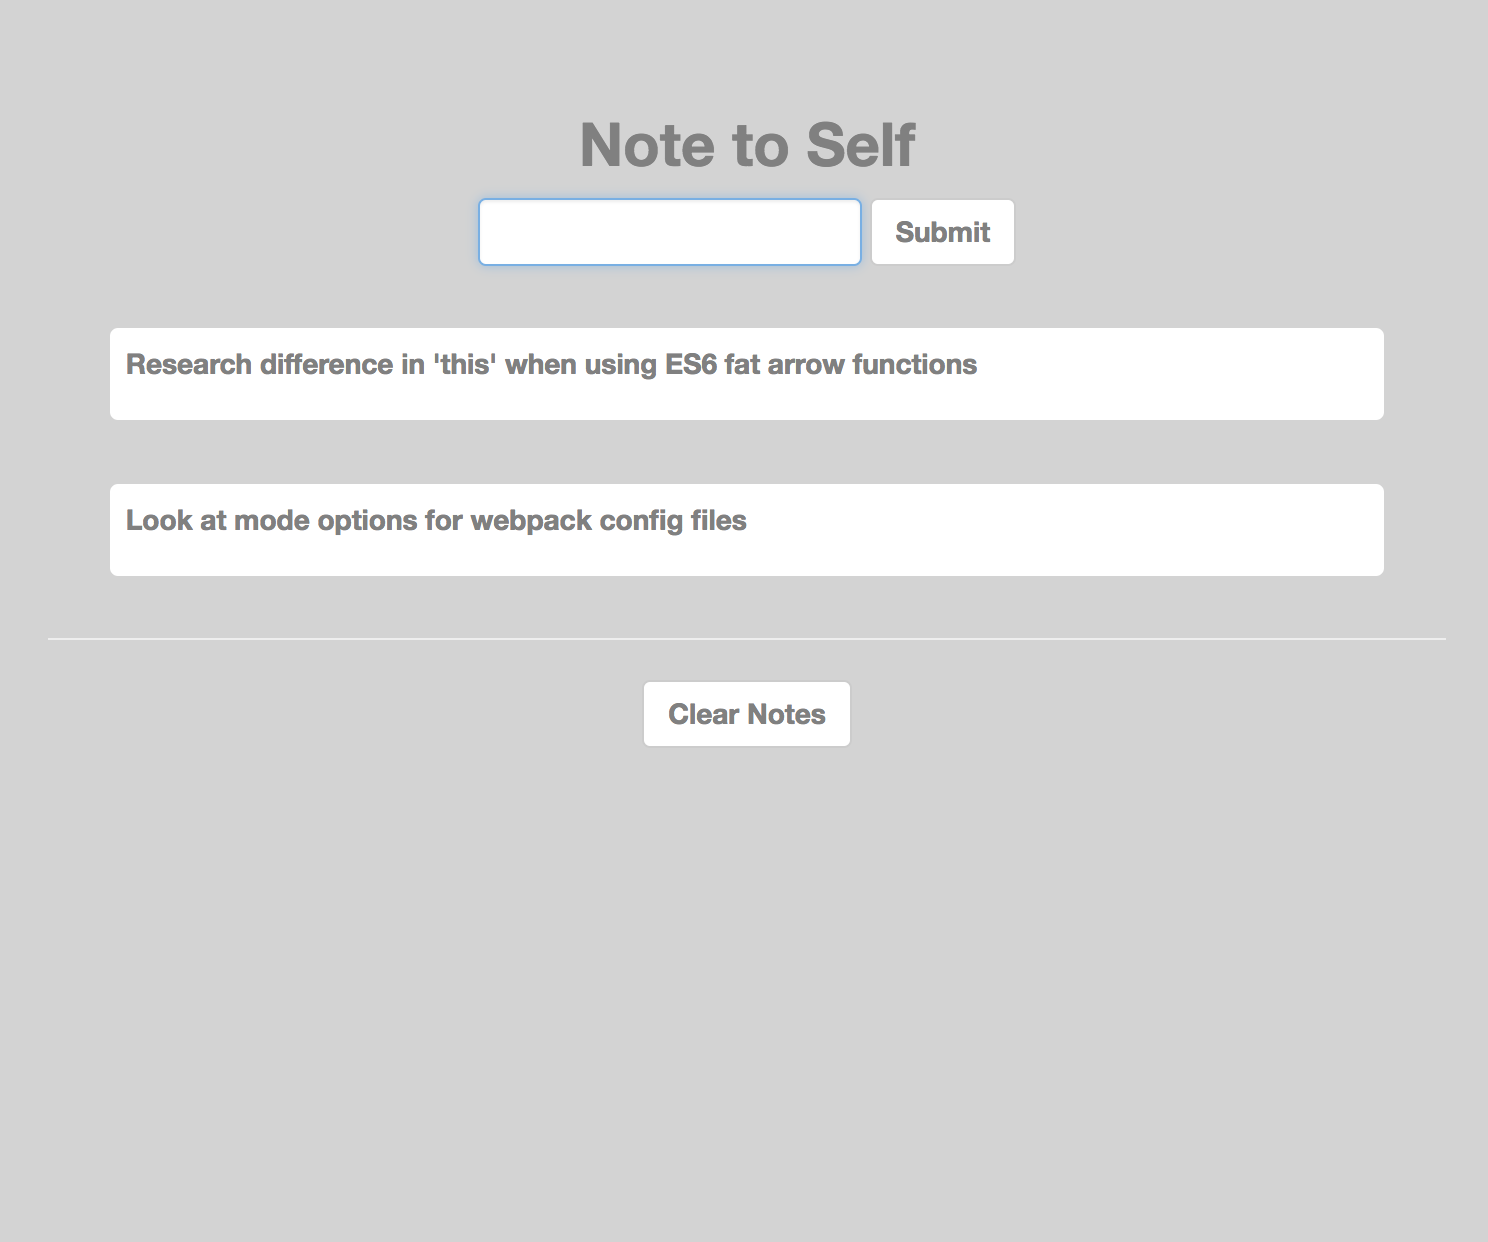 Note to Self
Submit
Research difference in 'this' when using ES6 fat arrow functions
Look at mode options for webpack config files
Clear Notes